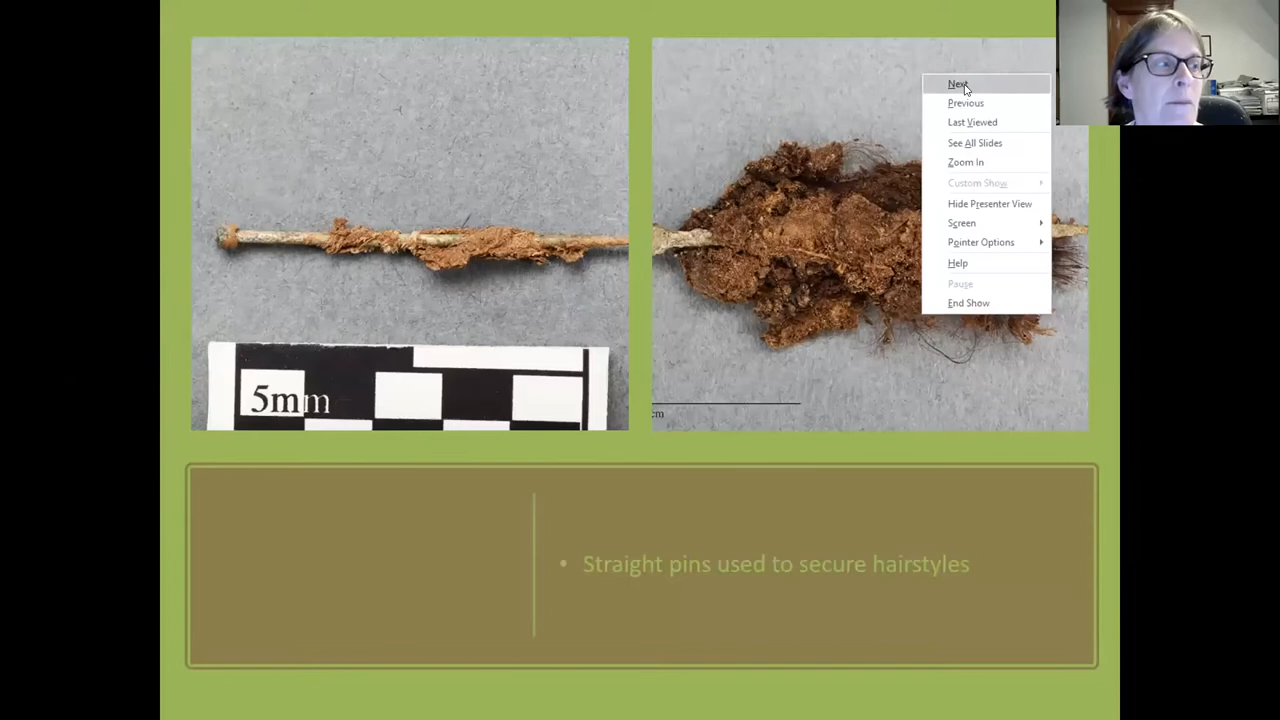 Next
Previous
Last Viewed
See All Slides
Zoom In
Custom Show
Hide Presenter View
Screen
Pointer Options
Help
Pause
End Show
5mm
cm
• Straight pins used to secure hairstyles